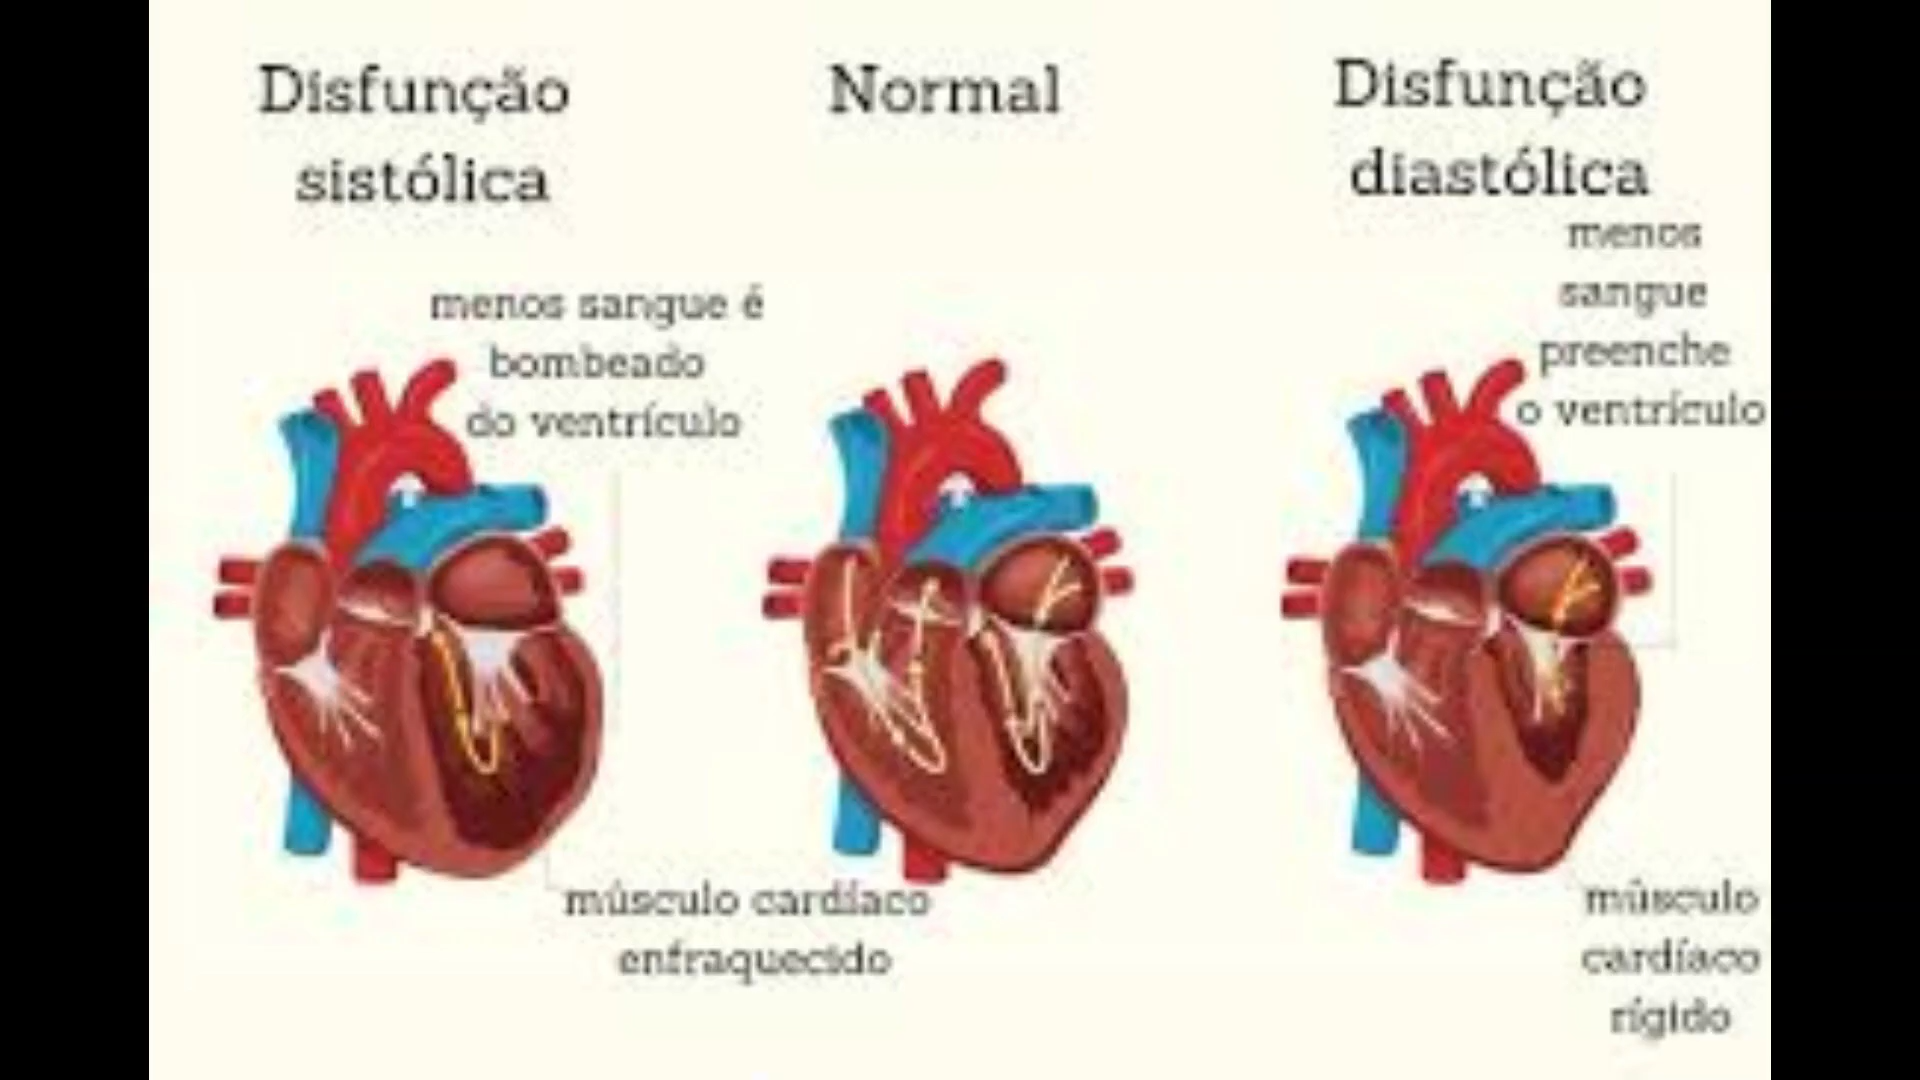 Disfunção
sistólica
menos sangue é
bombeado
do ventrículo
músculo cardíaco
enfraquecido
Normal
Disfunção
diastólica
menos
sangue
preenche
o ventrículo
músculo
cardíaco
rígido